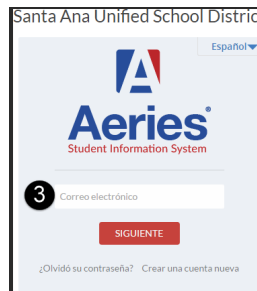 Santa Ana Unified School Distric
Español
Aeries
Student Information System
3 Correo electrónico
SIGUIENTE
¿Olvidó su contraseña? Crear una cuenta nueva